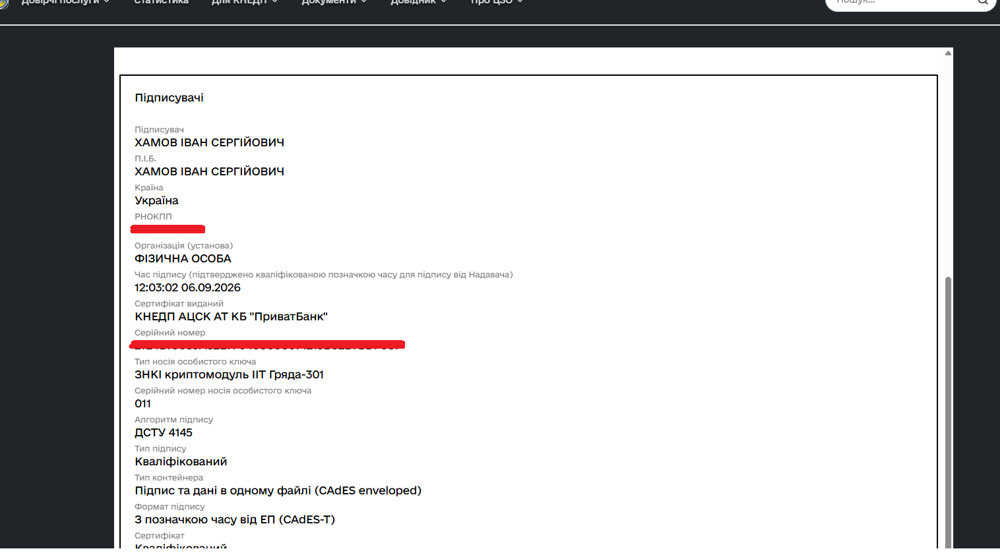 Довірчі послуги
Статистика
Для КНЕДП
Документи
Довідник
Про ЦЗО
Пошук...
Підписувачі
Підписувач
ХАМОВ ІВАН СЕРГІЙОВИЧ
П.І.Б.
ХАМОВ ІВАН СЕРГІЙОВИЧ
Країна
Україна
РНОКПП
Організація (установа)
ФІЗИЧНА ОСОБА
Час підпису (підтверджено кваліфікованою позначкою часу для підпису від Надавача)
12:03:02 06.09.2026
Сертифікат виданий
КНЕДП АЦСК АТ КБ "ПриватБанк"
Серійний номер
Тип носія особистого ключа
ЗНКІ криптомодуль ІІТ Гряда-301
Серійний номер носія особистого ключа
011
Алгоритм підпису
ДСТУ 4145
Тип підпису
Кваліфікований
Тип контейнера
Підпис та дані в одному файлі (CAdES enveloped)
Формат підпису
З позначкою часу від ЕП (CAdES-T)
Сертифікат
Кваліфікований